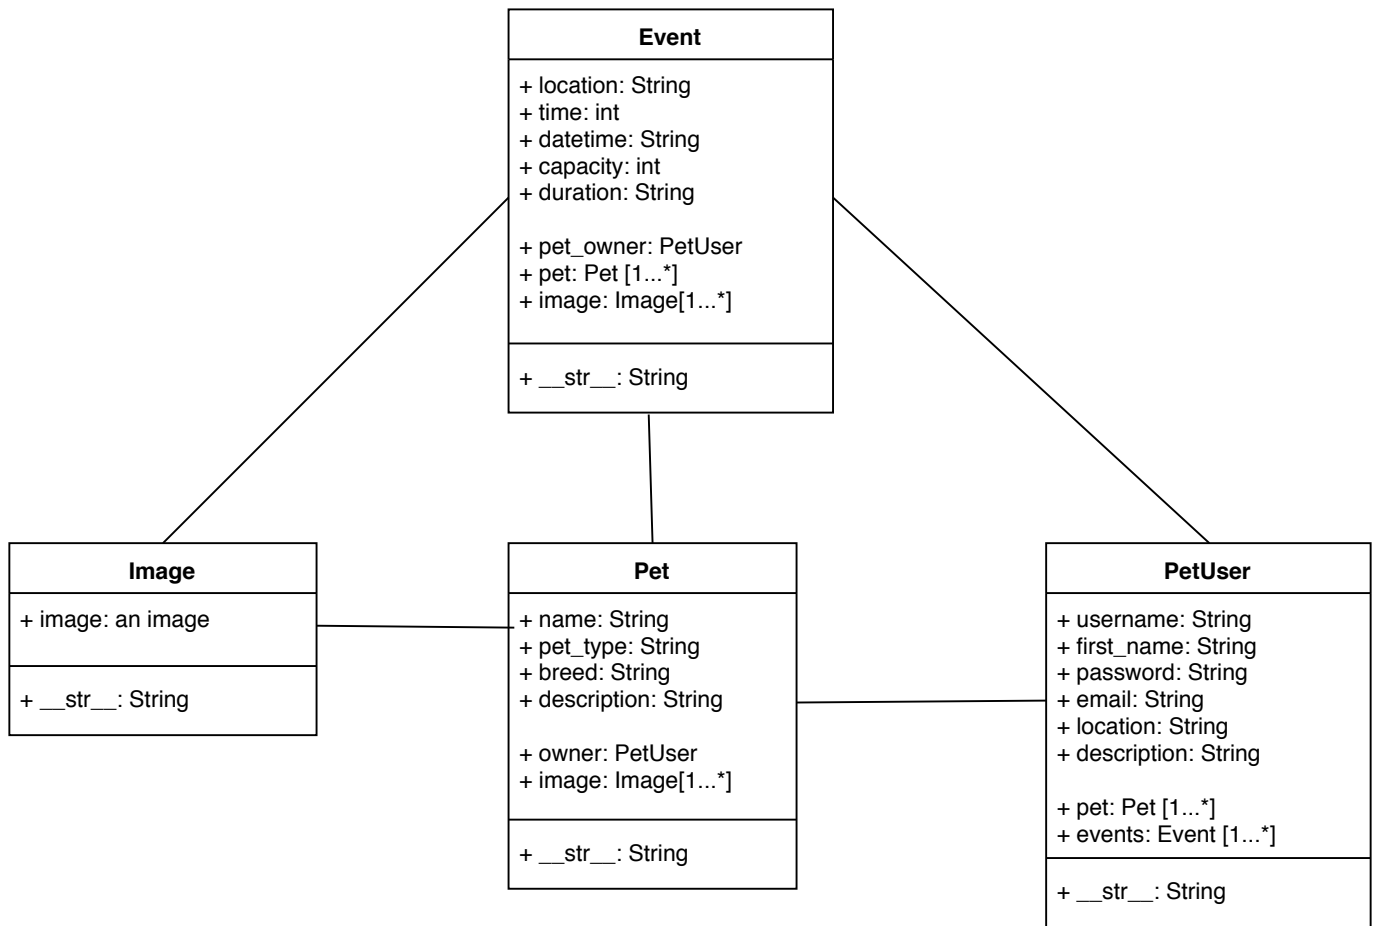 Event
+ location: String
+ time: int
+ datetime: String
+ capacity: int
+ duration: String
+ pet_owner: PetUser
+ pet: Pet [1...*]
+ image: Image[1...*]
+ __str__: String
Image
+ image: an image
+ __str__: String
Pet
+ name: String
+ pet_type: String
+ breed: String
+ description: String
+ owner: PetUser
+ image: Image[1...*]
+ __str__: String
PetUser
+ username: String
+ first_name: String
+ password: String
+ email: String
+ location: String
+ description: String
+ pet: Pet [1...*]
+ events: Event [1...*]
+ __str__: String